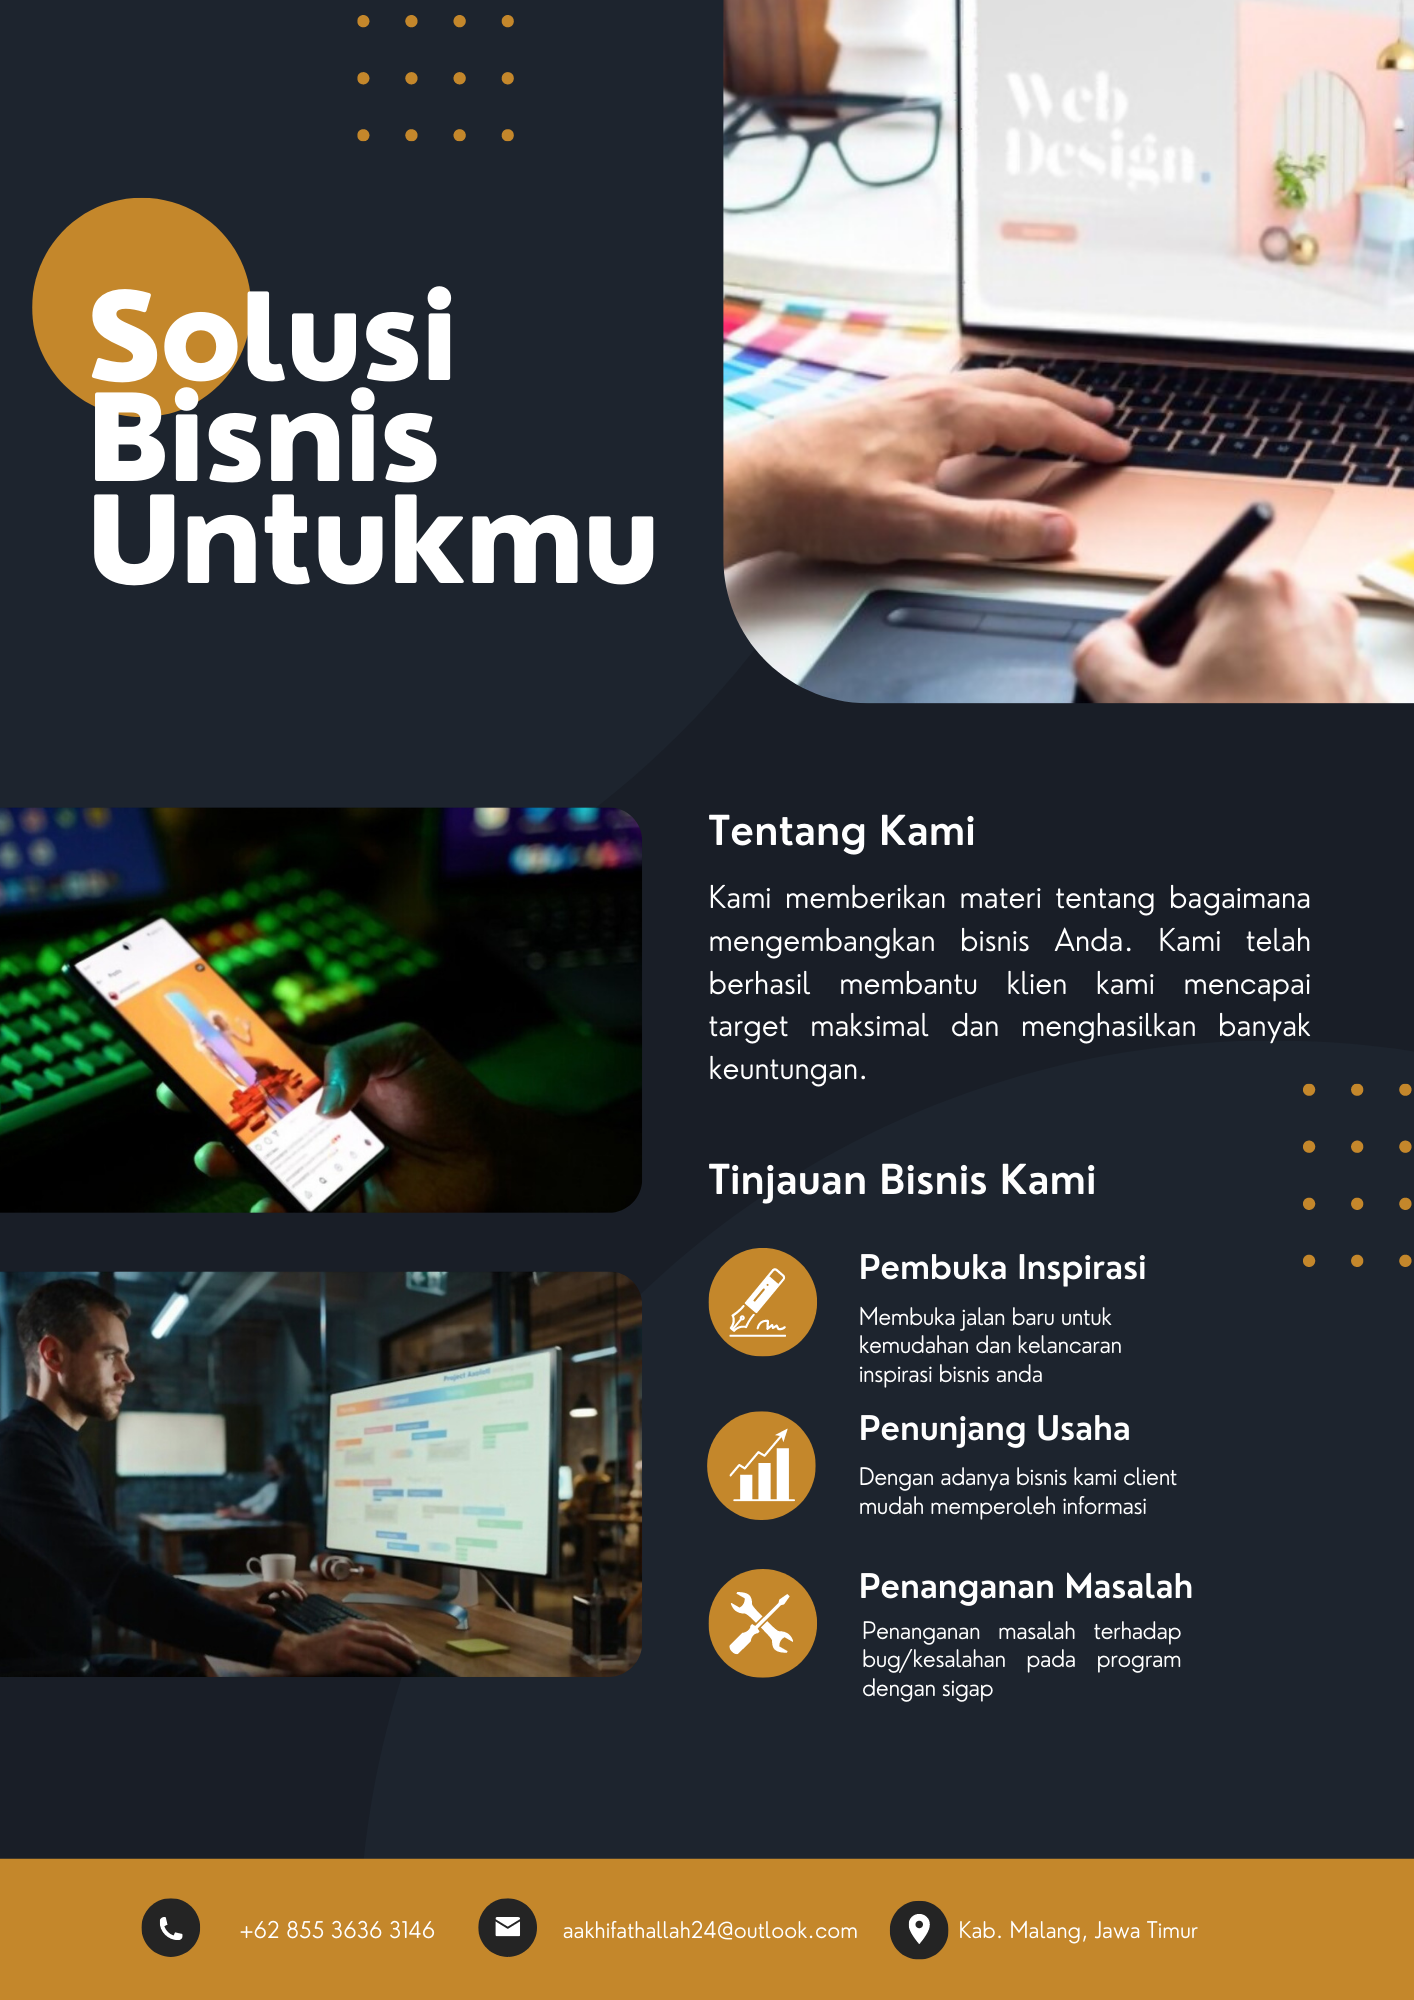 Web
Design.
Solusi
Bisnis
Untukmu
Tentang Kami
Kami memberikan materi tentang bagaimana
mengembangkan bisnis Anda. Kami telah
berhasil membantu klien kami mencapai
target maksimal dan menghasilkan banyak
keuntungan.
Tinjauan Bisnis Kami
Pembuka Inspirasi
Membuka jalan baru untuk
kemudahan dan kelancaran
inspirasi bisnis anda
Penunjang Usaha
Dengan adanya bisnis kami client
mudah memperoleh informasi
Penanganan Masalah
Penanganan masalah terhadap
bug/kesalahan pada program
dengan sigap
+62 855 3636 3146
aakhifathallah24@outlook.com
Kab. Malang, Jawa Timur